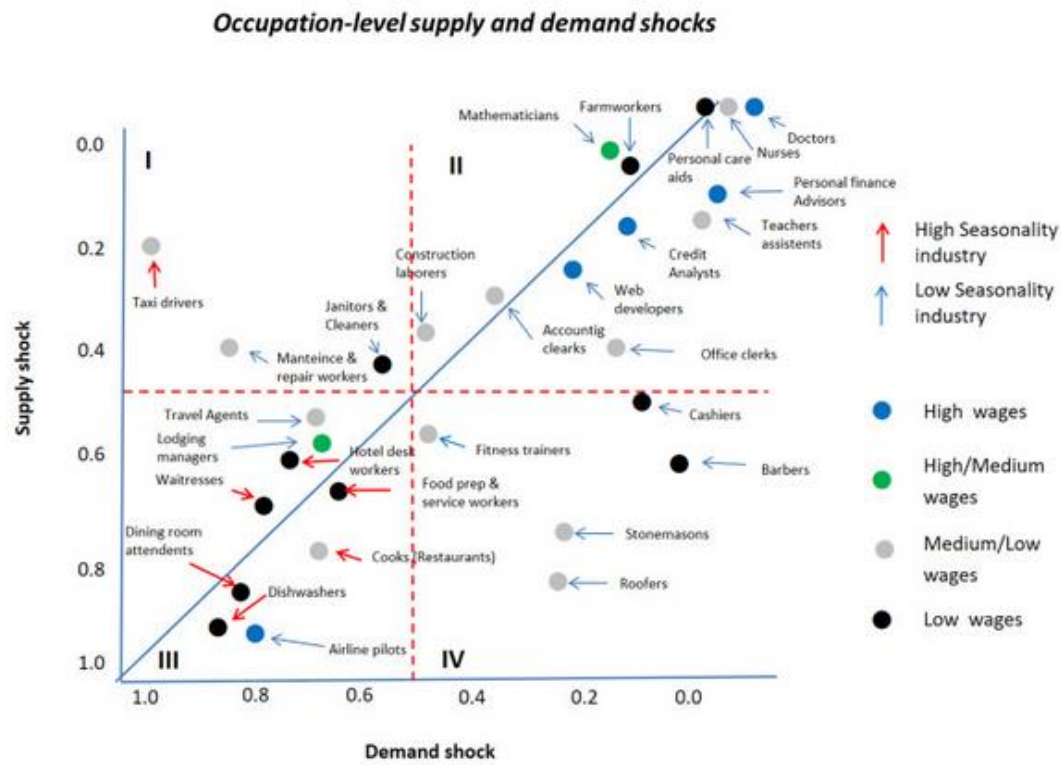 Occupation-level supply and demand shocks
Supply shock
0.0
0.2
0.4
0.6
0.8
1.0
I
II
III
IV
Mathematicians
Farmworkers
Personal care
aids
Nurses
Doctors
Personal finance
Advisors
Teachers
assistents
Credit
Analysts
Web
developers
Construction
laborers
Taxi drivers
Janitors &
Cleaners
Manteince &
repair workers
Accountig
clearks
Office clerks
Cashiers
Barbers
Travel Agents
Lodging
managers
Hotel desk
workers
Waitresses
Fitness trainers
Food prep &
service workers
Dining room
attendents
Cooks (Restaurants)
Dishwashers
Airline pilots
Stonemasons
Roofers
1.0
0.8
0.6
0.4
0.2
0.0
Demand shock
High Seasonality
industry
Low Seasonality
industry
High wages
High/Medium
wages
Medium/Low
wages
Low wages